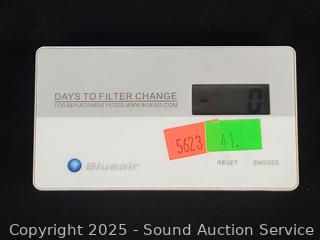 DAYS TO FILTER CHANGE
FOR REPLACEMENT FILTERS-WWW.BLUEAIR.COM
0
5623
41.
Blueair
RESET
SNOOZE
Copyright 2025 - Sound Auction Service